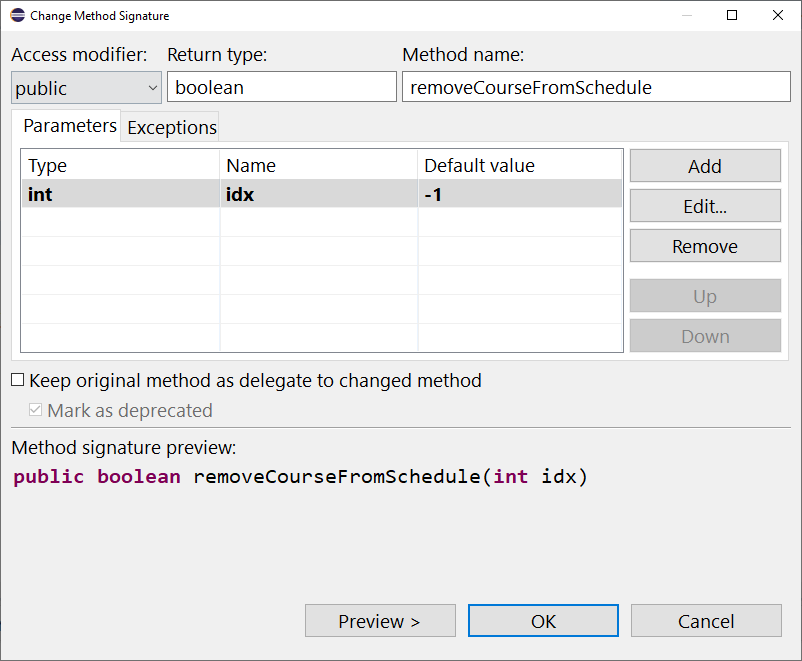 Change Method Signature
Access modifier: Return type: Method name:
public boolean removeCourseFromSchedule
Parameters Exceptions
Type Name Default value
int idx -1
Add
Edit...
Remove
Up
Down
Keep original method as delegate to changed method
Mark as deprecated
Method signature preview:
public boolean removeCourseFromSchedule(int idx)
Preview > OK Cancel